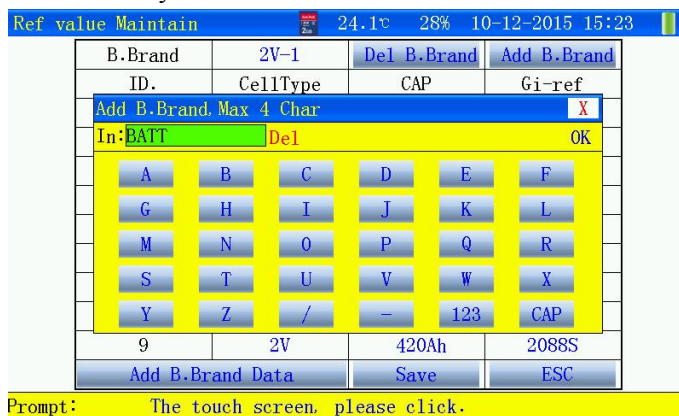 Ref value Maintain 24.1℃ 28% 10-12-2015 15:23
B.Brand 2V-1 Del B.Brand Add B.Brand
ID. CellType CAP Gi-ref
Add B.Brand, Max 4 Char X
In:BATT Del OK
A B C D E F
G H I J K L
M N O P Q R
S T U V W X
Y Z / - 123 CAP
9 2V 420Ah 2088S
Add B.Brand Data Save ESC
Prompt: The touch screen, please click.